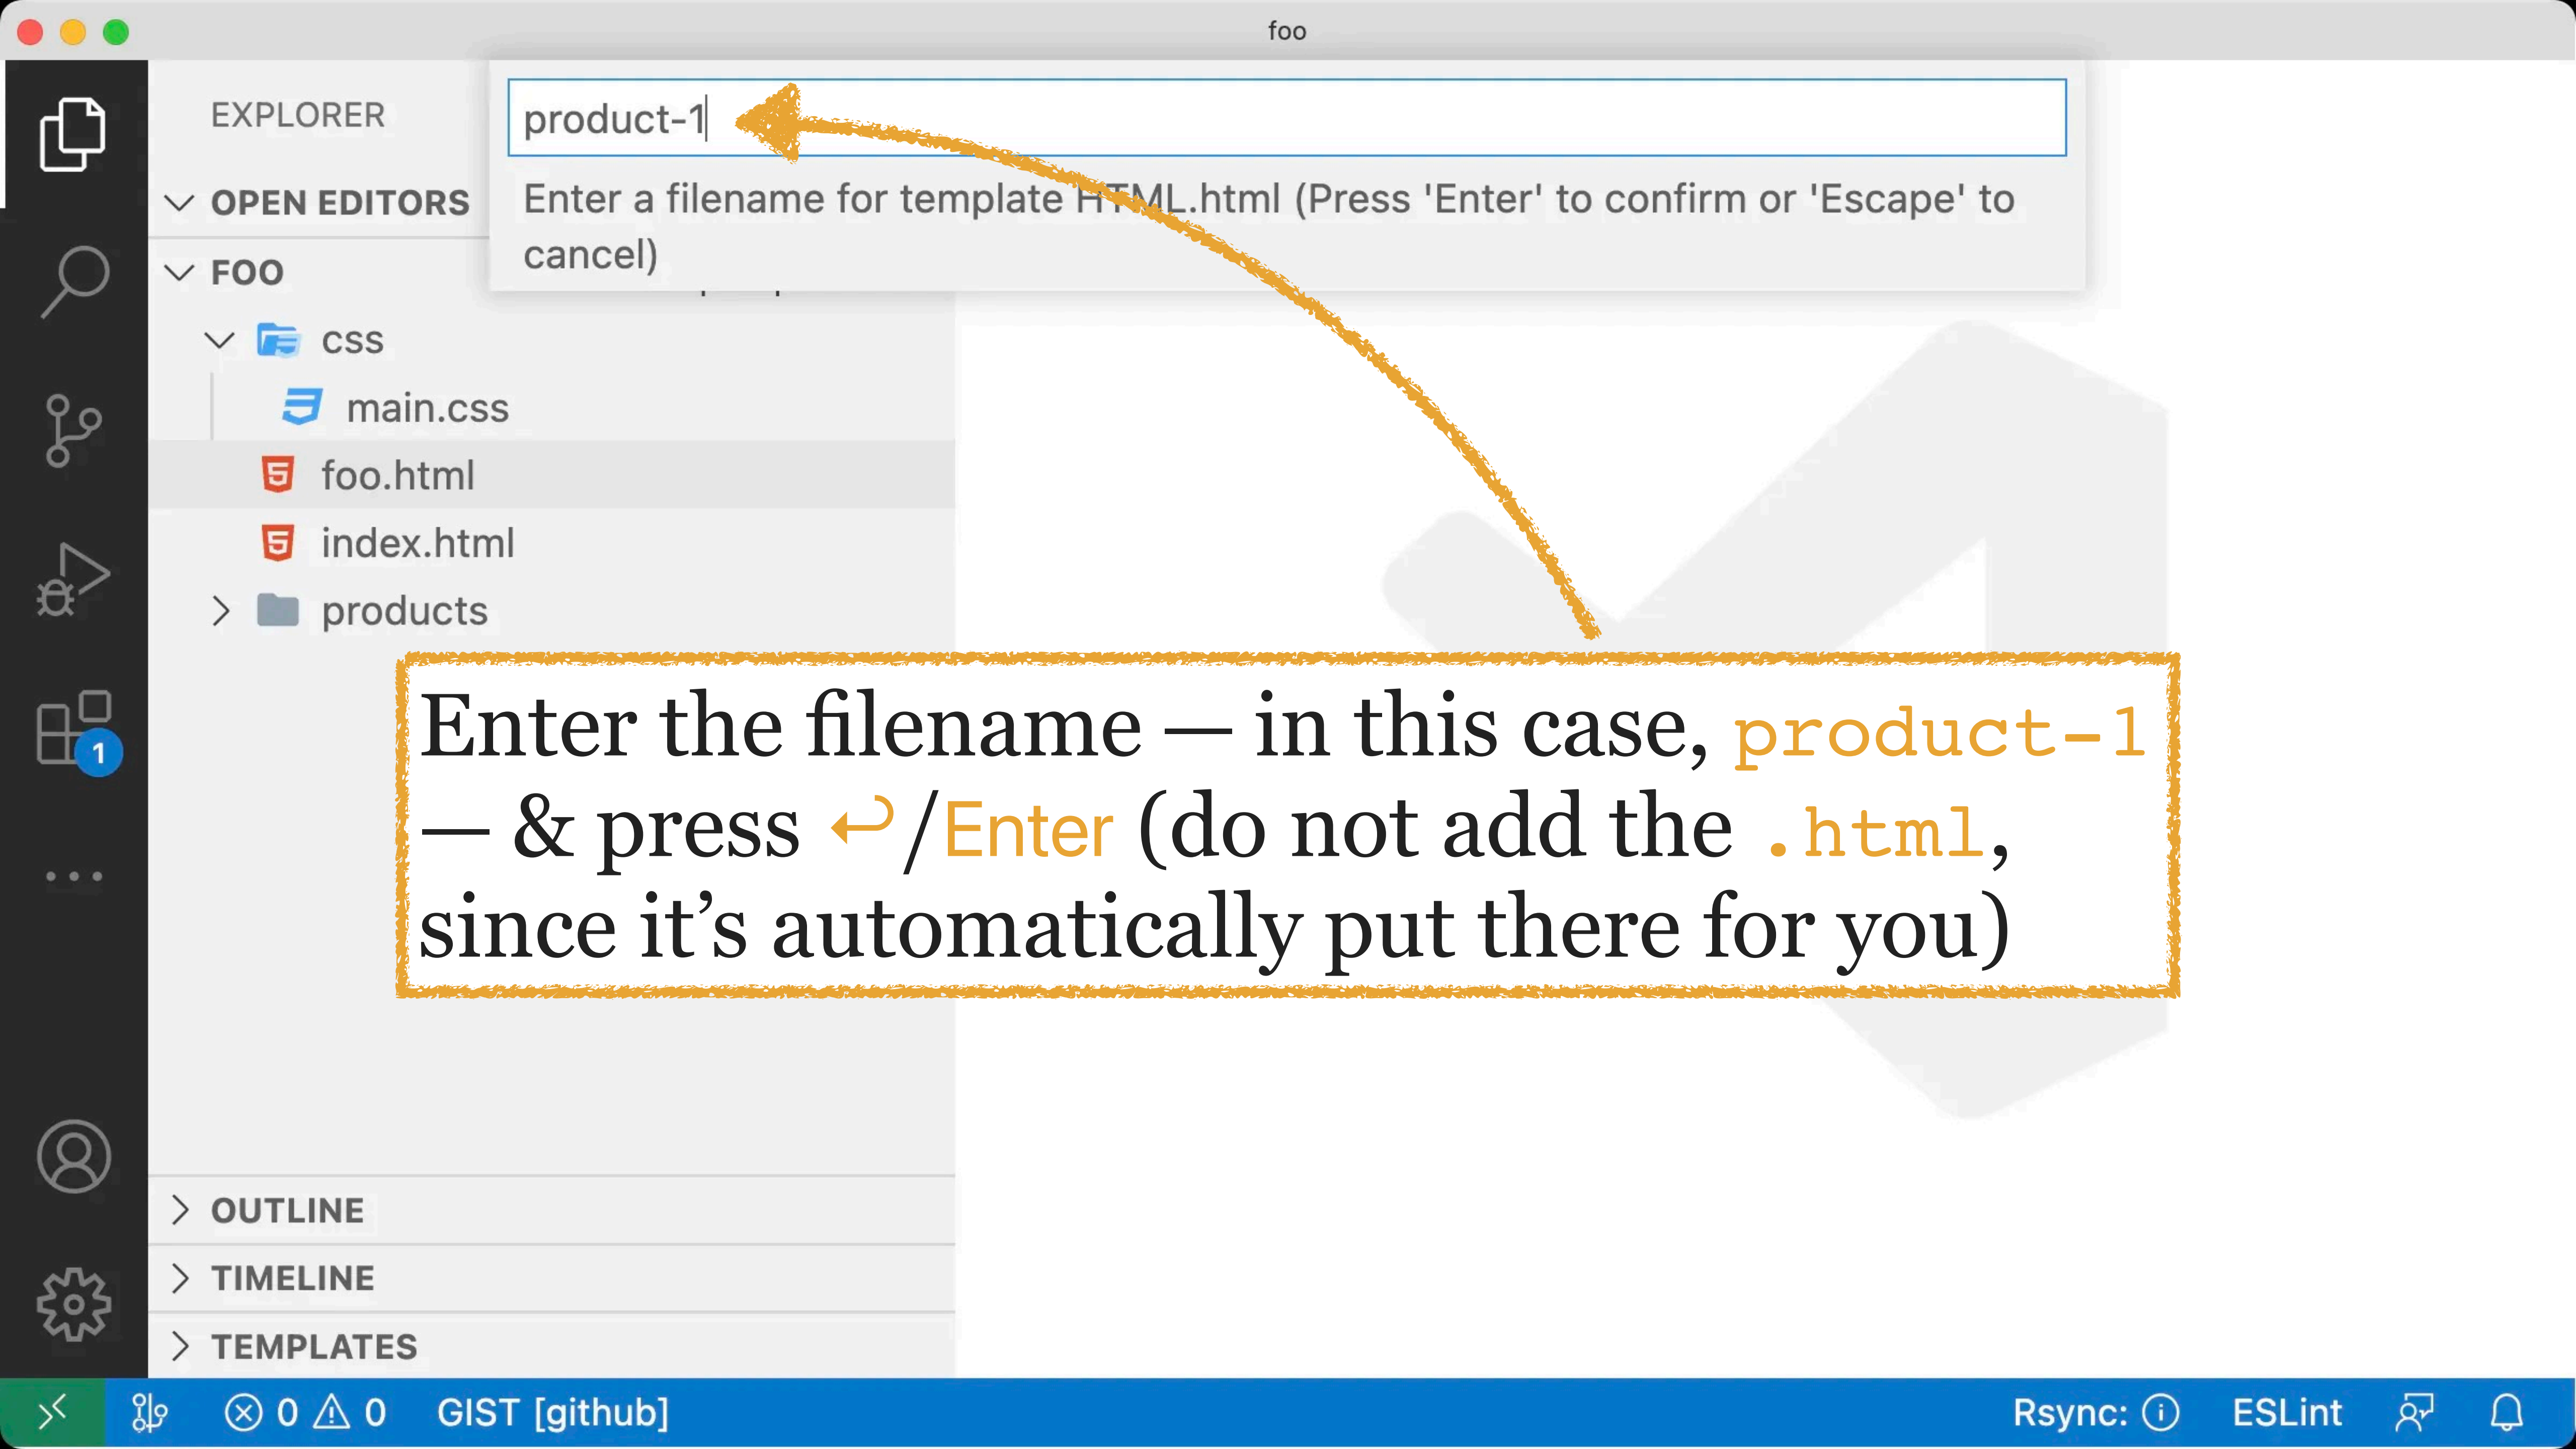 foo
EXPLORER
product-1
Enter a filename for template HTML.html (Press 'Enter' to confirm or 'Escape' to
cancel)
OPEN EDITORS
FOO
css
main.css
foo.html
index.html
products
Enter the filename — in this case, product-1
— & press ↩/Enter (do not add the .html,
since it’s automatically put there for you)
1
OUTLINE
TIMELINE
TEMPLATES
0 0 GIST [github] Rsync: ESLint